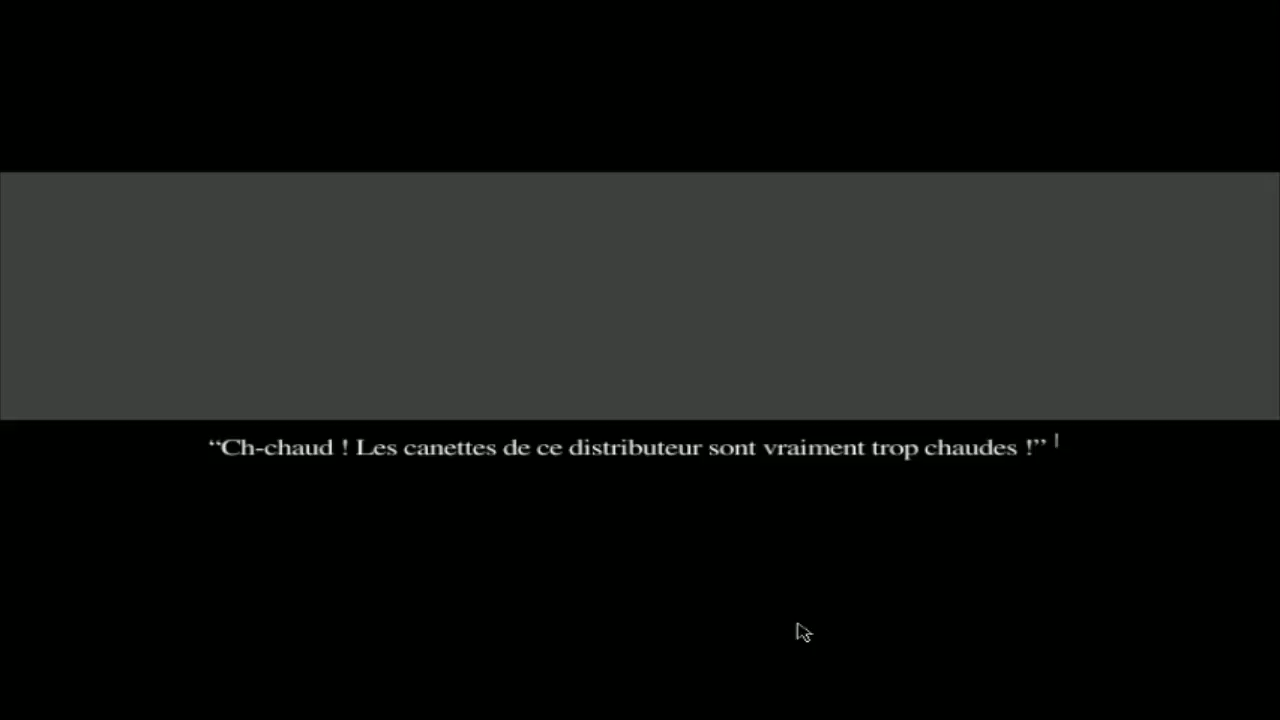 “Ch-chaud ! Les canettes de ce distributeur sont vraiment trop chaudes !”